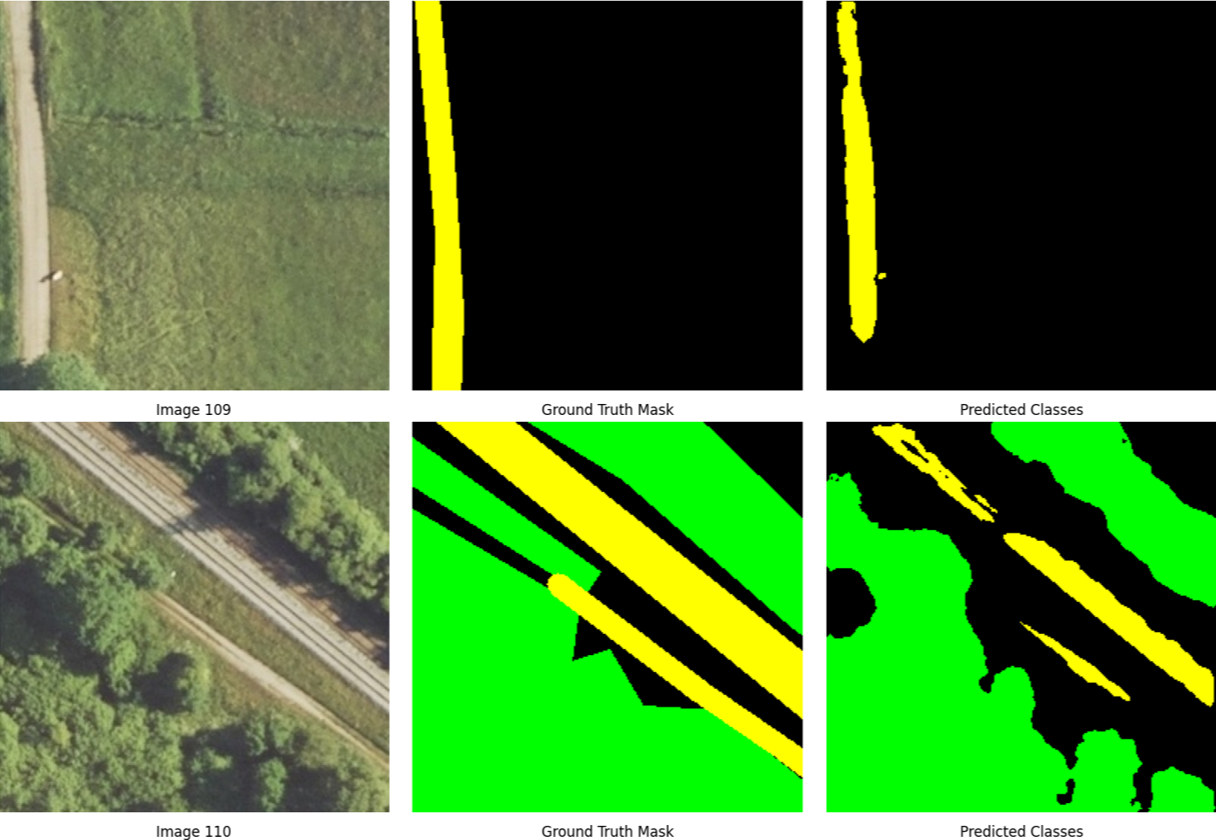 Image 109 Ground Truth Mask Predicted Classes
Image 110 Ground Truth Mask Predicted Classes